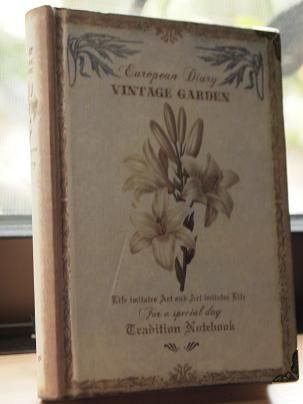 European Diary
VINTAGE GARDEN
Life imitates Art and Art imitates Life
For a special day
Tradition Notebook